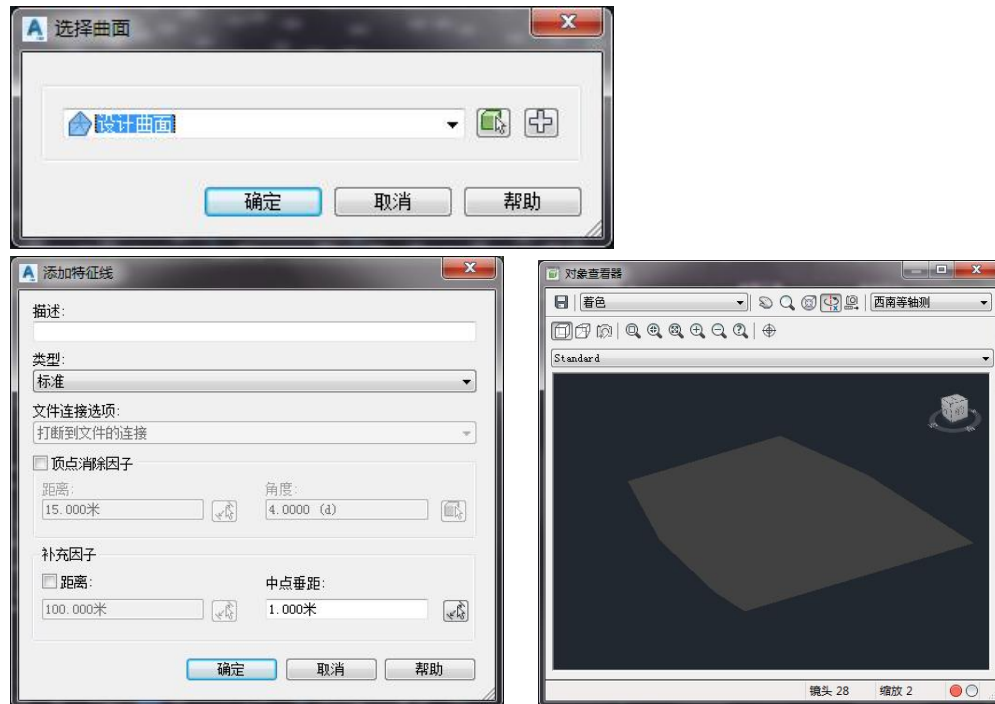 选择曲面
设计曲面
确定 取消 帮助
添加特征线
描述:
类型:
标准
文件连接选项:
打断到文件的连接
顶点消除因子
距离: 角度:
15.000米 4.0000 (d)
补充因子
距离: 中点垂距:
100.000米 1.000米
确定 取消 帮助
对象查看器
着色 西南等轴测
Standard
镜头 28 缩放 2